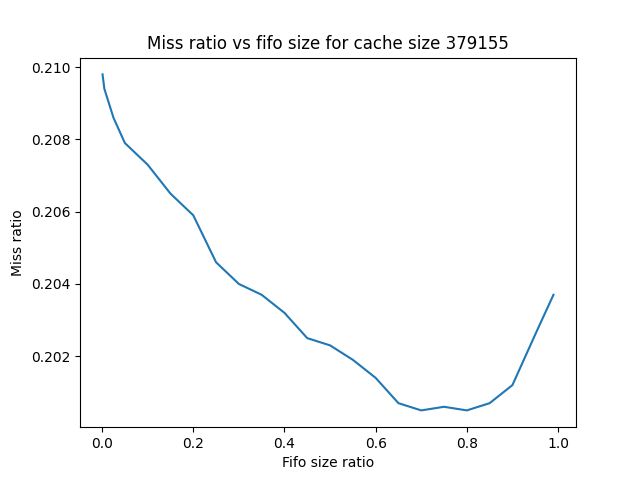 Miss ratio vs fifo size for cache size 379155
0.210
0.208
0.206
0.204
0.202
Miss ratio
0.0 0.2 0.4 0.6 0.8 1.0
Fifo size ratio